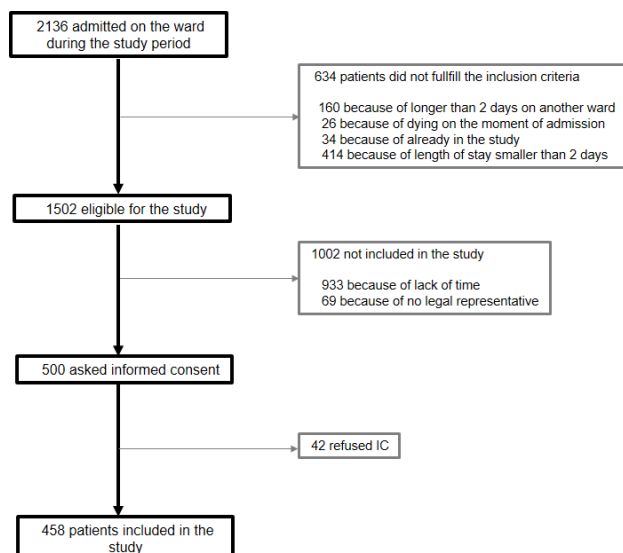 2136 admitted on the ward
during the study period
634 patients did not fullfill the inclusion criteria
160 because of longer than 2 days on another ward
26 because of dying on the moment of admission
34 because of already in the study
414 because of length of stay smaller than 2 days
1502 eligible for the study
1002 not included in the study
933 because of lack of time
69 because of no legal representative
500 asked informed consent
42 refused IC
458 patients included in the
study